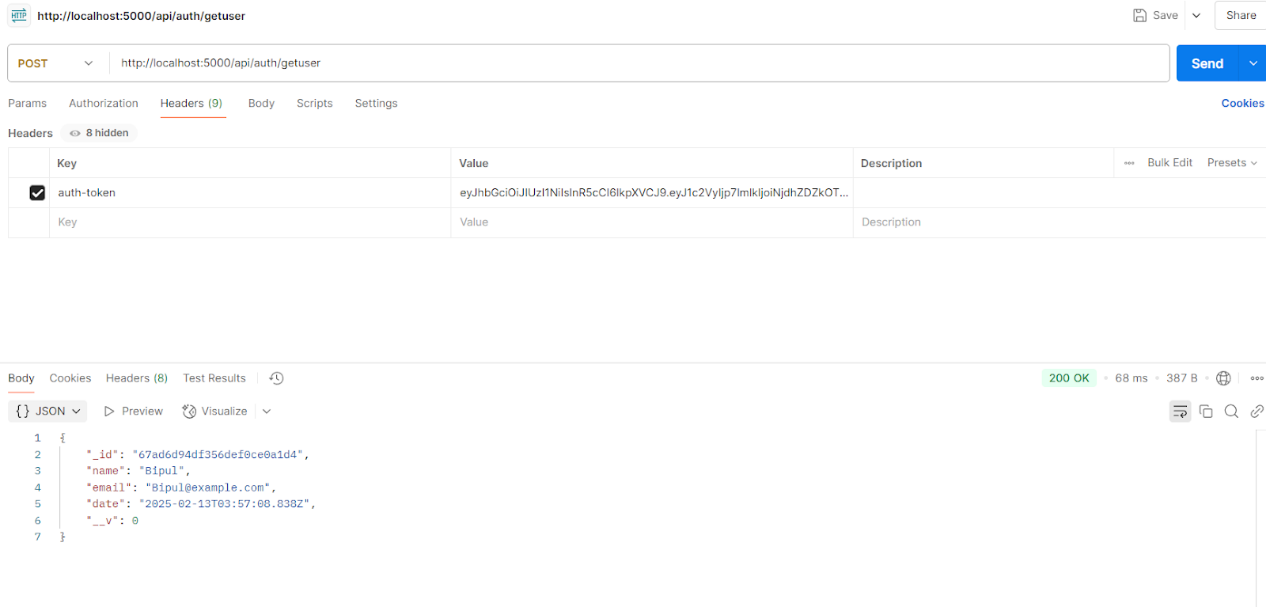 HTTP http://localhost:5000/api/auth/getuser Save Share
POST http://localhost:5000/api/auth/getuser Send
Params Authorization Headers (9) Body Scripts Settings Cookies
Headers 8 hidden
Key Value Description Bulk Edit Presets
auth-token eyJhbGciOiJIUzI1NiIsInR5cCI6IkpXVCJ9.eyJ1c2VyIjp7ImlkIjoiNjdhZDZkOT...
Key Value Description
Body Cookies Headers (8) Test Results 200 OK 68 ms 387 B
{} JSON Preview Visualize
1 {
2 "_id": "67ad6d94df356def0ce0a1d4",
3 "name": "Bipul",
4 "email": "Bipul@example.com",
5 "date": "2025-02-13T03:57:08.838Z",
6 "__v": 0
7 }